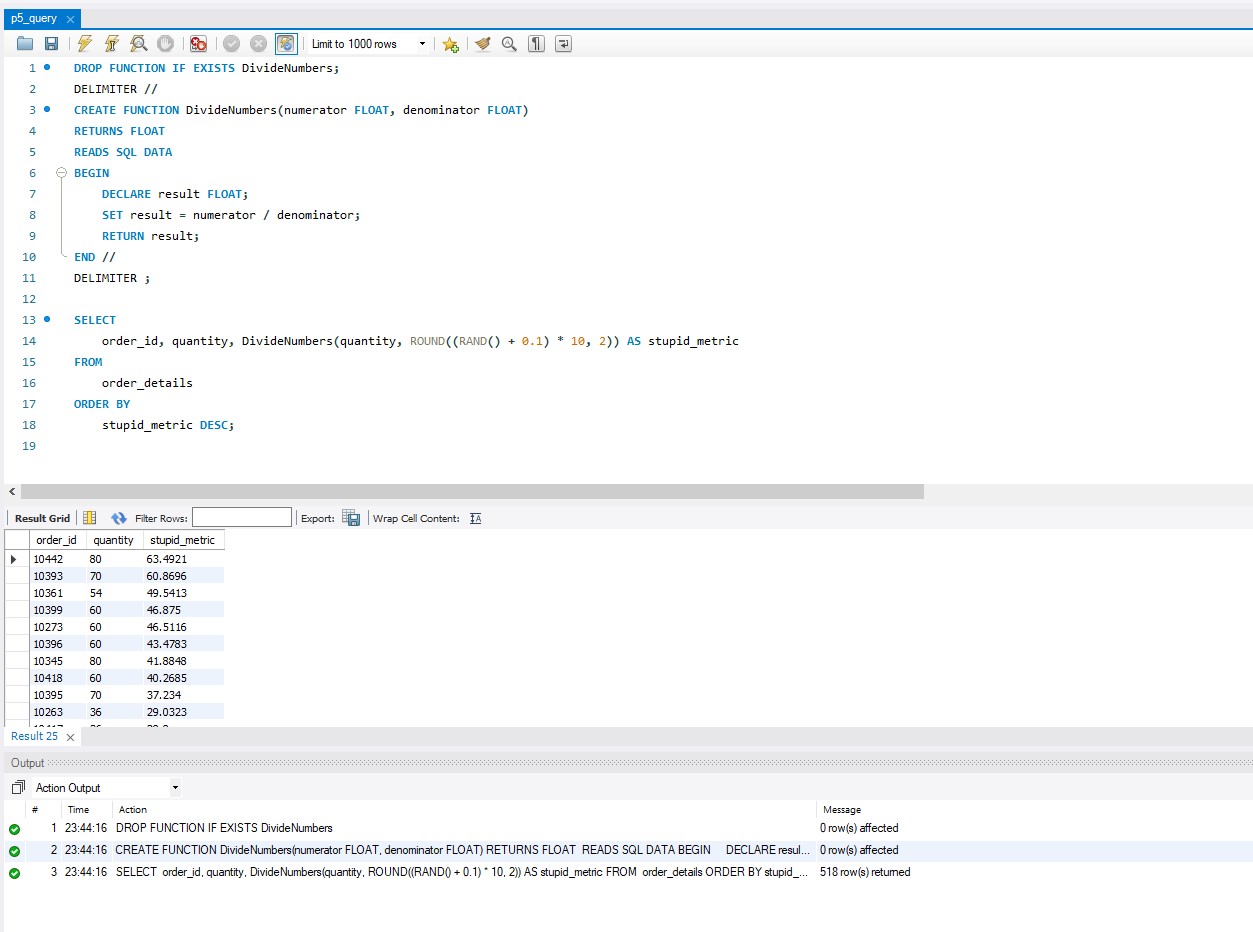 p5_query
Limit to 1000 rows
1 DROP FUNCTION IF EXISTS DivideNumbers;
2 DELIMITER //
3 CREATE FUNCTION DivideNumbers(numerator FLOAT, denominator FLOAT)
4 RETURNS FLOAT
5 READS SQL DATA
6 BEGIN
7 DECLARE result FLOAT;
8 SET result = numerator / denominator;
9 RETURN result;
10 END //
11 DELIMITER ;
12
13 SELECT
14 order_id, quantity, DivideNumbers(quantity, ROUND((RAND() + 0.1) * 10, 2)) AS stupid_metric
15 FROM
16 order_details
17 ORDER BY
18 stupid_metric DESC;
19
Result Grid Filter Rows: Export: Wrap Cell Content:
order_id quantity stupid_metric
10442 80 63.4921
10393 70 60.8696
10361 54 49.5413
10399 60 46.875
10273 60 46.5116
10396 60 43.4783
10345 80 41.8848
10418 60 40.2685
10395 70 37.234
10263 36 29.0323
Result 25
Output
Action Output
# Time Action Message
1 23:44:16 DROP FUNCTION IF EXISTS DivideNumbers 0 row(s) affected
2 23:44:16 CREATE FUNCTION DivideNumbers(numerator FLOAT, denominator FLOAT) RETURNS FLOAT READS SQL DATA BEGIN DECLARE resul... 0 row(s) affected
3 23:44:16 SELECT order_id, quantity, DivideNumbers(quantity, ROUND((RAND() + 0.1) * 10, 2)) AS stupid_metric FROM order_details ORDER BY stupid_... 518 row(s) returned